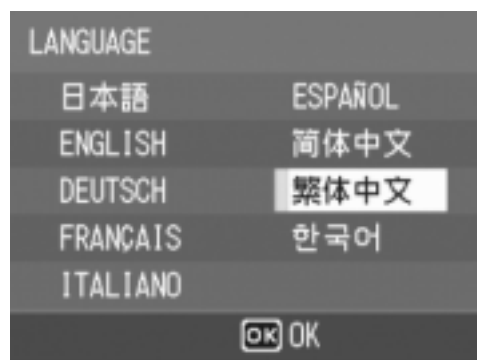 LANGUAGE
日本語 ESPAÑOL
ENGLISH 简体中文
DEUTSCH 繁体中文
FRANÇAIS 한국어
ITALIANO
OK OK